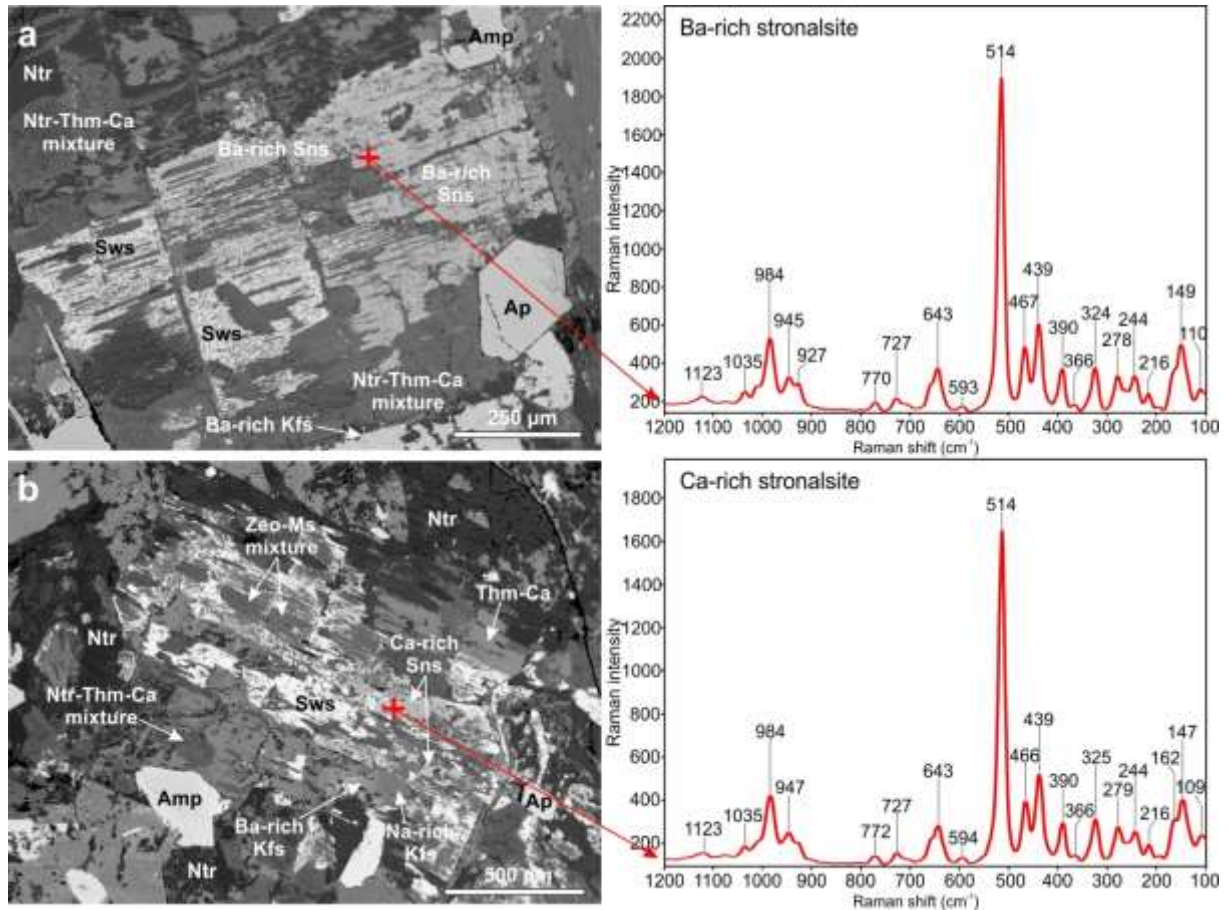 a
Amp
Ntr
Ntr-Thm-Ca
mixture
Ba-rich Sns
Ba-rich
Sns
Sws
Ap
Sws
Ntr-Thm-Ca
mixture
Ba-rich Kfs
250 µm
Ba-rich stronalsite
Raman intensity
2200
2000
1800
1600
1400
1200
1000
800
600
400
200
514
984
945
927
1123
1035
770
727
643
593
467
439
390
366
324
278
244
216
149
110
1200 1100 1000 900 800 700 600 500 400 300 200 100
Raman shift (cm⁻¹)
b
Zeo-Ms
mixture
Ntr
Thm-Ca
Ntr
Ca-rich
Sns
Sws
Ntr-Thm-Ca
mixture
Amp
Ap
Ba-rich
Kfs
Na-rich
Kfs
Ntr
500 µm
Ca-rich stronalsite
Raman intensity
1800
1600
1400
1200
1000
800
600
400
200
514
984
947
1123
1035
772
727
643
594
466
439
390
366
325
279
244
216
162
147
109
1200 1100 1000 900 800 700 600 500 400 300 200 100
Raman shift (cm⁻¹)